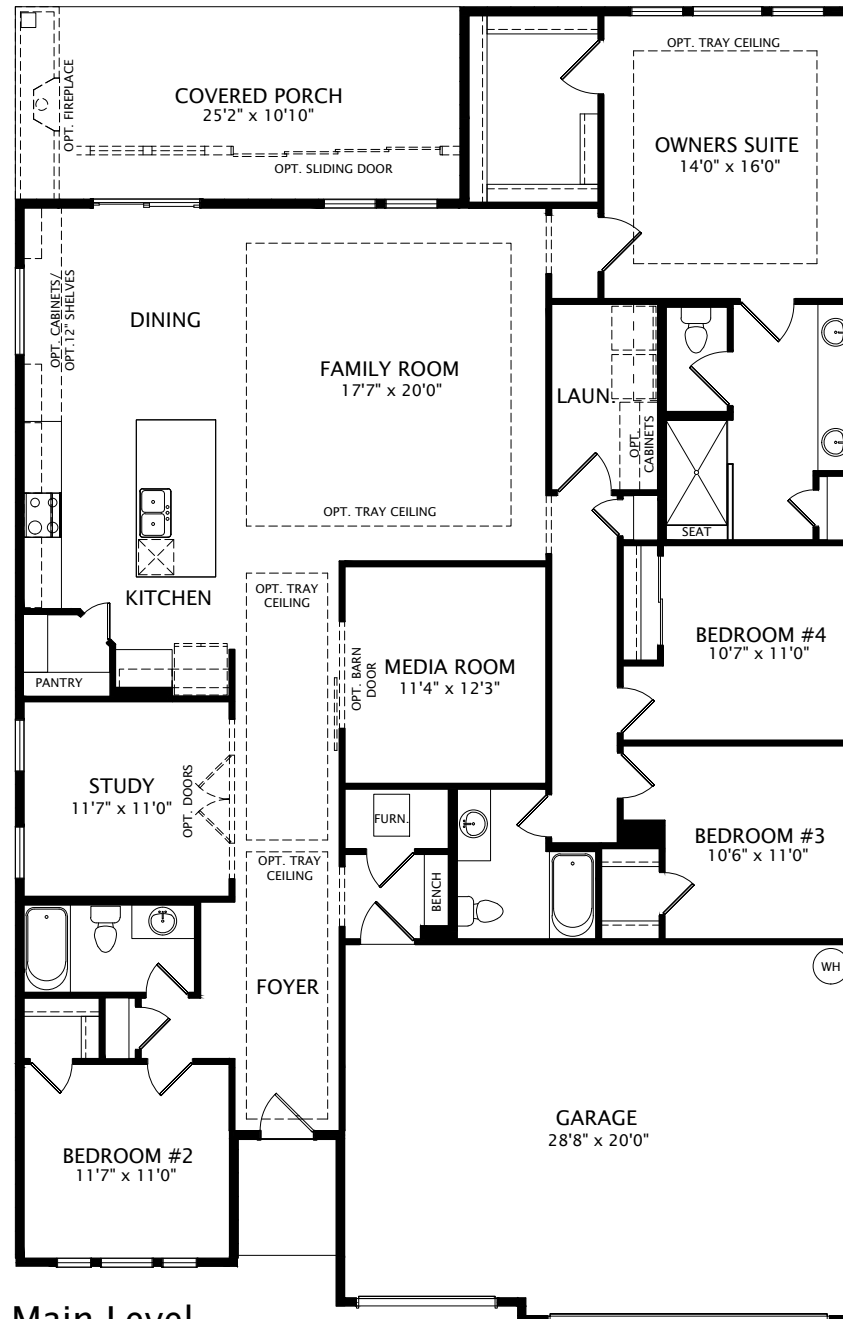 OPT. TRAY CEILING
COVERED PORCH
25'2" x 10'10"
OPT. FIREPLACE
OPT. SLIDING DOOR
OWNERS SUITE
14'0" x 16'0"
OPT. CABINETS/
OPT.12" SHELVES
DINING
FAMILY ROOM
17'7" x 20'0"
OPT. TRAY CEILING
LAUN.
OPT.
CABINETS
SEAT
KITCHEN
PANTRY
OPT. TRAY
CEILING
OPT. BARN
DOOR
MEDIA ROOM
11'4" x 12'3"
BEDROOM #4
10'7" x 11'0"
STUDY
11'7" x 11'0"
OPT. DOORS
FURN.
BEDROOM #3
10'6" x 11'0"
OPT. TRAY
CEILING
BENCH
FOYER
WH
BEDROOM #2
11'7" x 11'0"
GARAGE
28'8" x 20'0"
Main Level